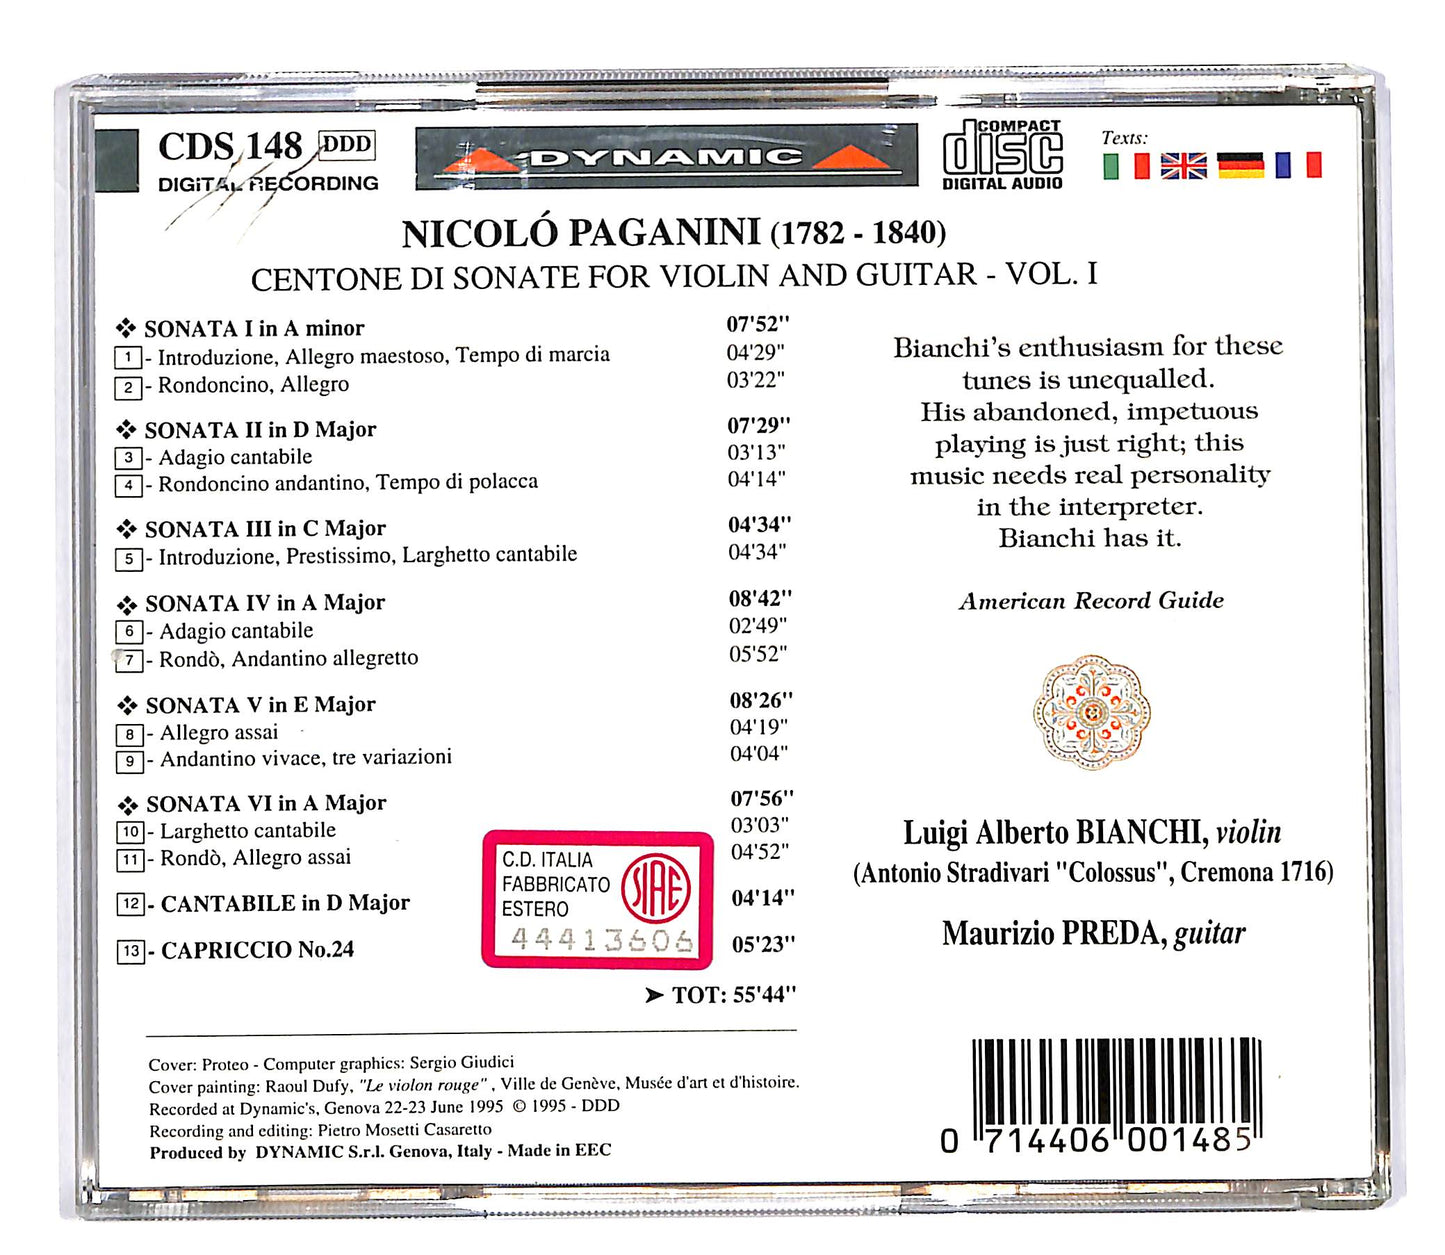 CDS 148 DDD
DIGITAL RECORDING
DYNAMIC
COMPACT
disc
DIGITAL AUDIO
Texts:
NICOLÓ PAGANINI (1782 - 1840)
CENTONE DI SONATE FOR VIOLIN AND GUITAR - VOL. I
❖ SONATA I in A minor 07'52"
1 - Introduzione, Allegro maestoso, Tempo di marcia 04'29"
2 - Rondoncino, Allegro 03'22"
❖ SONATA II in D Major 07'29"
3 - Adagio cantabile 03'13"
4 - Rondoncino andantino, Tempo di polacca 04'14"
❖ SONATA III in C Major 04'34"
5 - Introduzione, Prestissimo, Larghetto cantabile 04'34"
❖ SONATA IV in A Major 08'42"
6 - Adagio cantabile 02'49"
7 - Rondò, Andantino allegretto 05'52"
❖ SONATA V in E Major 08'26"
8 - Allegro assai 04'19"
9 - Andantino vivace, tre variazioni 04'04"
❖ SONATA VI in A Major 07'56"
10 - Larghetto cantabile 03'03"
11 - Rondò, Allegro assai 04'52"
12 - CANTABILE in D Major 04'14"
13 - CAPRICCIO No.24 05'23"
➤ TOT: 55'44"
C.D. ITALIA
FABBRICATO
ESTERO
SIAE
44413606
Bianchi's enthusiasm for these
tunes is unequalled.
His abandoned, impetuous
playing is just right; this
music needs real personality
in the interpreter.
Bianchi has it.
American Record Guide
Luigi Alberto BIANCHI, violin
(Antonio Stradivari "Colossus", Cremona 1716)
Maurizio PREDA, guitar
Cover: Proteo - Computer graphics: Sergio Giudici
Cover painting: Raoul Dufy, "Le violon rouge" , Ville de Genève, Musée d'art et d'histoire.
Recorded at Dynamic's, Genova 22-23 June 1995 © 1995 - DDD
Recording and editing: Pietro Mosetti Casaretto
Produced by DYNAMIC S.r.l. Genova, Italy - Made in EEC
0 714406 001485